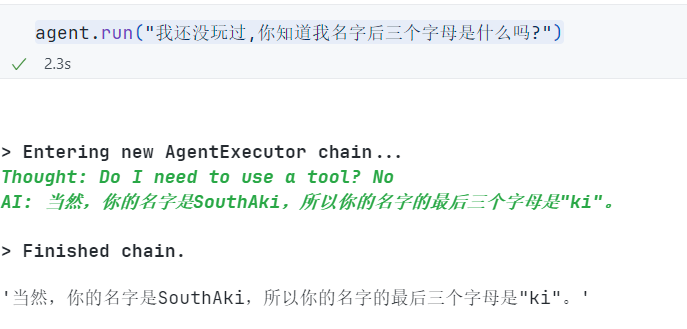 agent.run("我还没玩过,你知道我名字后三个字母是什么吗?")
2.3s
> Entering new AgentExecutor chain...
Thought: Do I need to use a tool? No
AI: 当然，你的名字是SouthAki，所以你的名字的最后三个字母是"ki"。
> Finished chain.
'当然，你的名字是SouthAki，所以你的名字的最后三个字母是"ki"。'